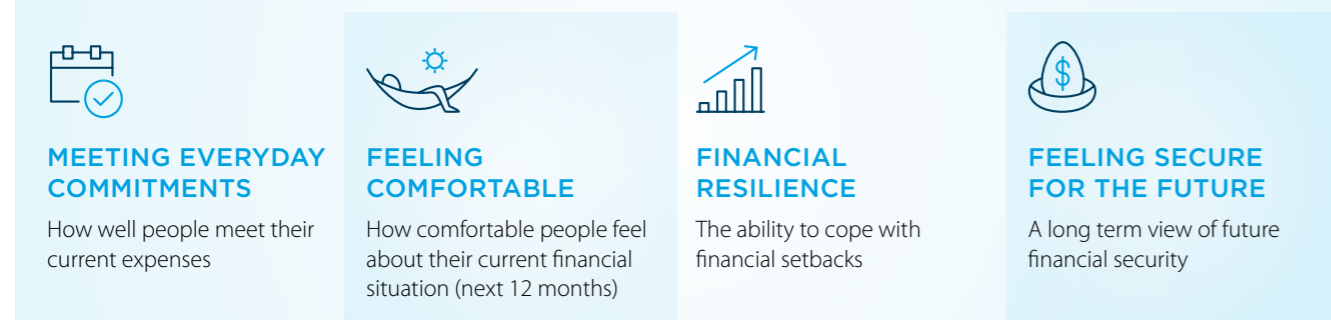 MEETING EVERYDAY
COMMITMENTS
How well people meet their
current expenses
FEELING
COMFORTABLE
How comfortable people feel
about their current financial
situation (next 12 months)
FINANCIAL
RESILIENCE
The ability to cope with
financial setbacks
$
FEELING SECURE
FOR THE FUTURE
A long term view of future
financial security